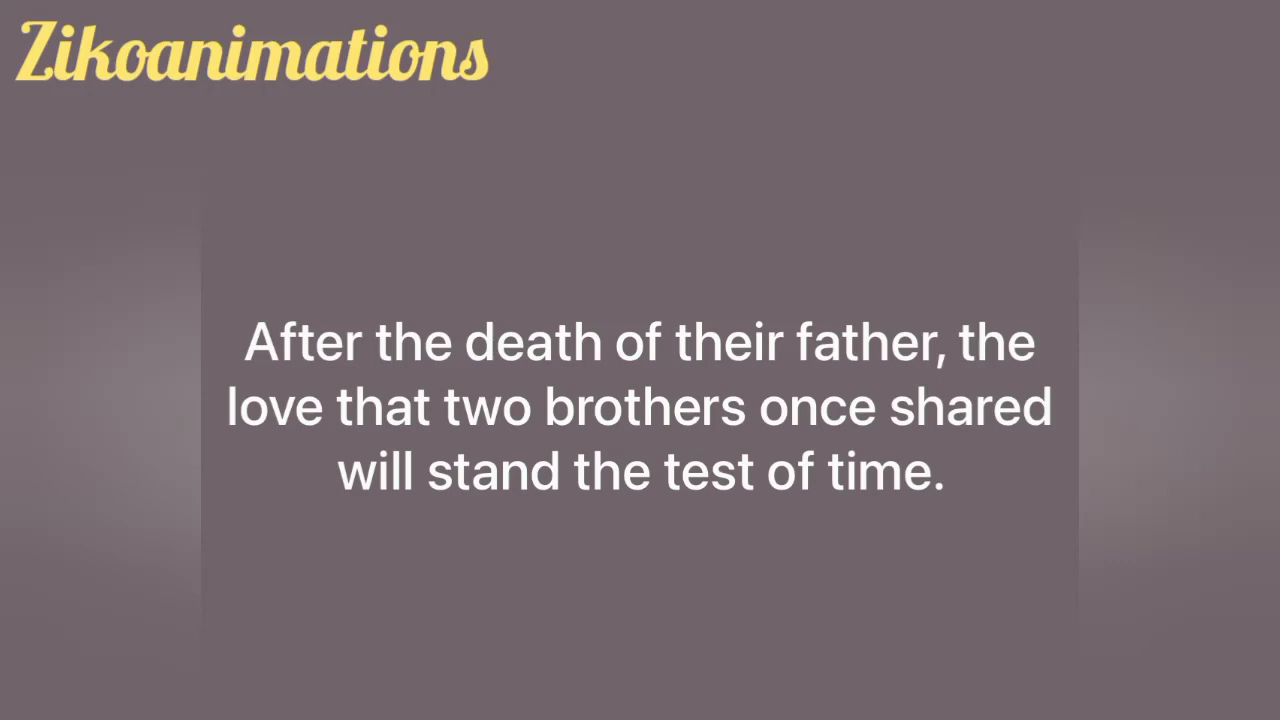 Zikoanimations
After the death of their father, the
love that two brothers once shared
will stand the test of time.